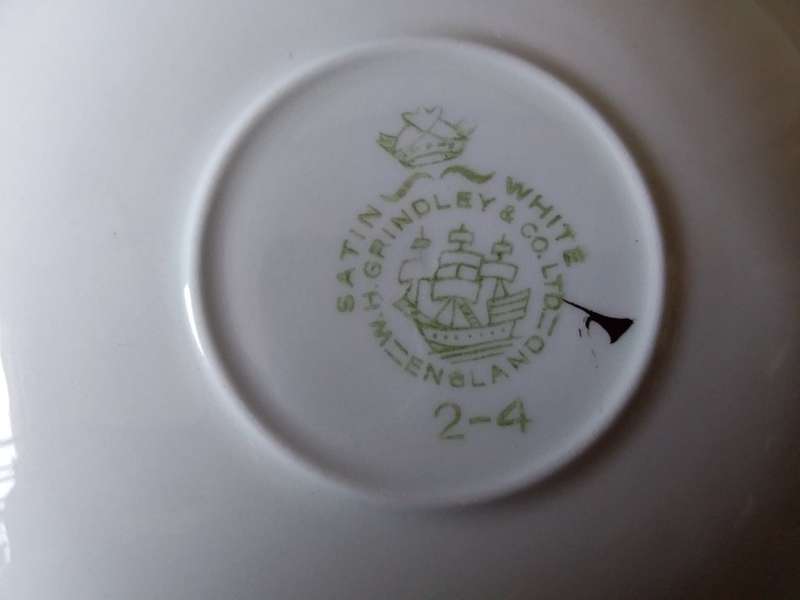 SATIN WHITE
W.H. GRINDLEY & CO. LTD
ENGLAND
2-4